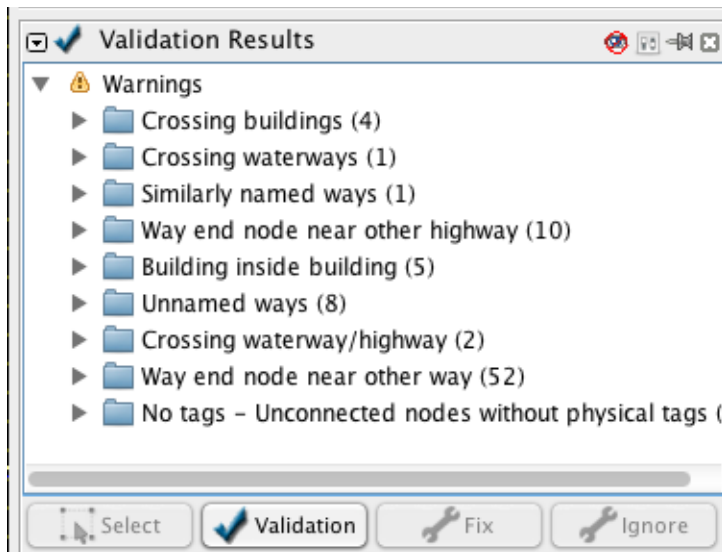 Validation Results
Warnings
Crossing buildings (4)
Crossing waterways (1)
Similarly named ways (1)
Way end node near other highway (10)
Building inside building (5)
Unnamed ways (8)
Crossing waterway/highway (2)
Way end node near other way (52)
No tags – Unconnected nodes without physical tags (
Select Validation Fix Ignore